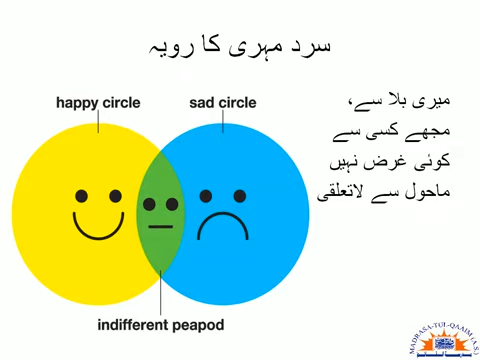 سرد مہری کا رویہ
happy circle
sad circle
میری بلا سے،
مجھے کسی سے
کوئی غرض نہیں
ماحول سے لاتعلقی
indifferent peapod
MADRASA-TUL-QAAIM (A.S)